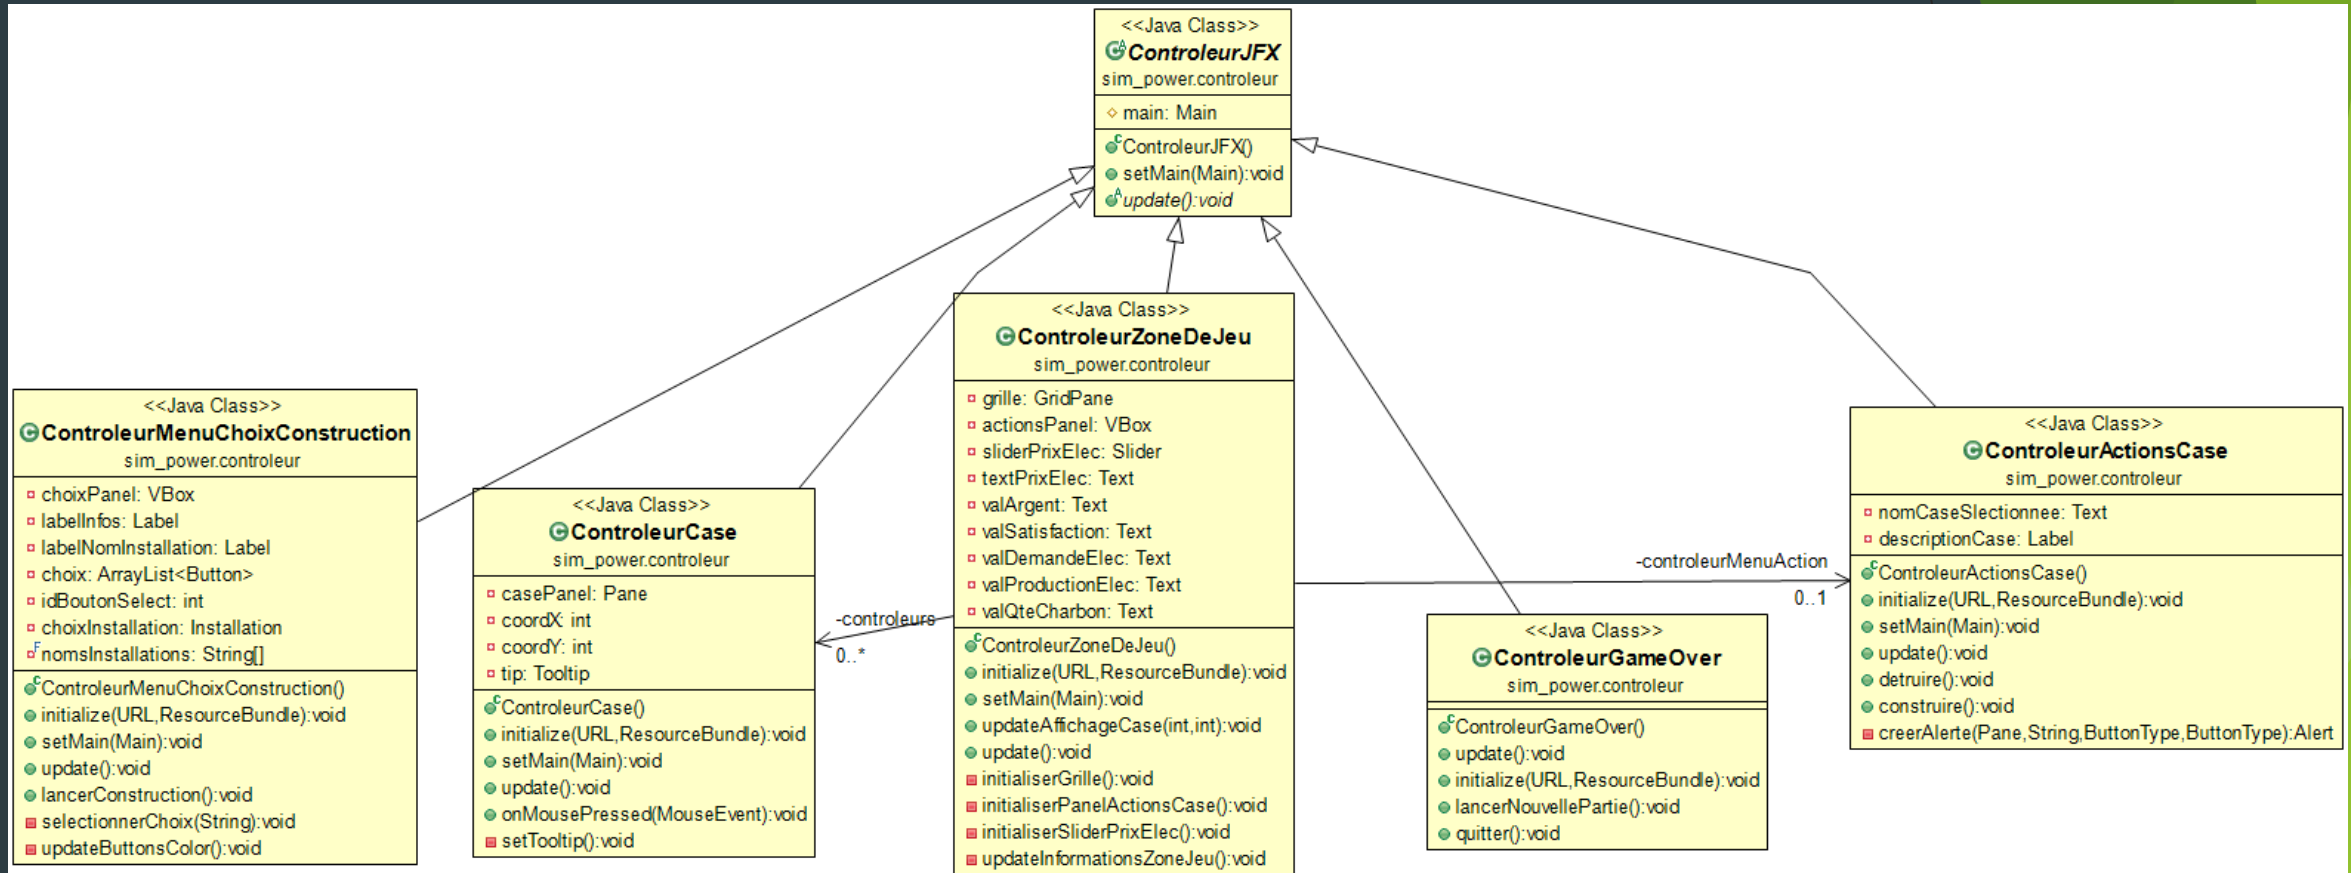 <<Java Class>>
ControleurJFX
sim_power.controleur
main: Main
ControleurJFX()
setMain(Main):void
update():void
<<Java Class>>
ControleurMenuChoixConstruction
sim_power.controleur
choixPanel: VBox
labelInfos: Label
labelNomInstallation: Label
choix: ArrayList<Button>
idBoutonSelect: int
choixInstallation: Installation
nomsInstallations: String[]
ControleurMenuChoixConstruction()
initialize(URL,ResourceBundle):void
setMain(Main):void
update():void
lancerConstruction():void
selectionnerChoix(String):void
updateButtonsColor():void
<<Java Class>>
ControleurCase
sim_power.controleur
casePanel: Pane
coordX: int
coordY: int
tip: Tooltip
ControleurCase()
initialize(URL,ResourceBundle):void
setMain(Main):void
update():void
onMousePressed(MouseEvent):void
setTooltip():void
-controleurs
0..*
<<Java Class>>
ControleurZoneDeJeu
sim_power.controleur
grille: GridPane
actionsPanel: VBox
sliderPrixElec: Slider
textPrixElec: Text
valArgent: Text
valSatisfaction: Text
valDemandeElec: Text
valProductionElec: Text
valQteCharbon: Text
ControleurZoneDeJeu()
initialize(URL,ResourceBundle):void
setMain(Main):void
updateAffichageCase(int,int):void
update():void
initialiserGrille():void
initialiserPanelActionsCase():void
initialiserSliderPrixElec():void
updateInformationsZoneJeu():void
<<Java Class>>
ControleurGameOver
sim_power.controleur
ControleurGameOver()
update():void
initialize(URL,ResourceBundle):void
lancerNouvellePartie():void
quitter():void
-controleurMenuAction
0..1
<<Java Class>>
ControleurActionsCase
sim_power.controleur
nomCaseSlectionnee: Text
descriptionCase: Label
ControleurActionsCase()
initialize(URL,ResourceBundle):void
setMain(Main):void
update():void
detruire():void
construire():void
creerAlerte(Pane,String,ButtonType,ButtonType):Alert